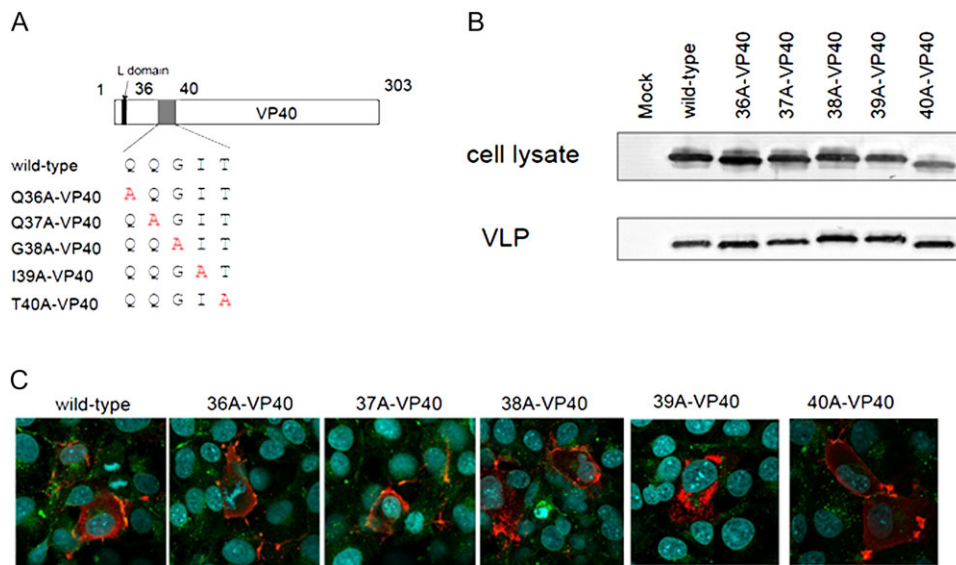 A
L domain
1 36 40 303
VP40
wild-type Q Q G I T
Q36A-VP40 A Q G I T
Q37A-VP40 Q A G I T
G38A-VP40 Q Q A I T
I39A-VP40 Q Q G A T
T40A-VP40 Q Q G I A
B
Mock wild-type 36A-VP40 37A-VP40 38A-VP40 39A-VP40 40A-VP40
cell lysate
VLP
C
wild-type 36A-VP40 37A-VP40 38A-VP40 39A-VP40 40A-VP40